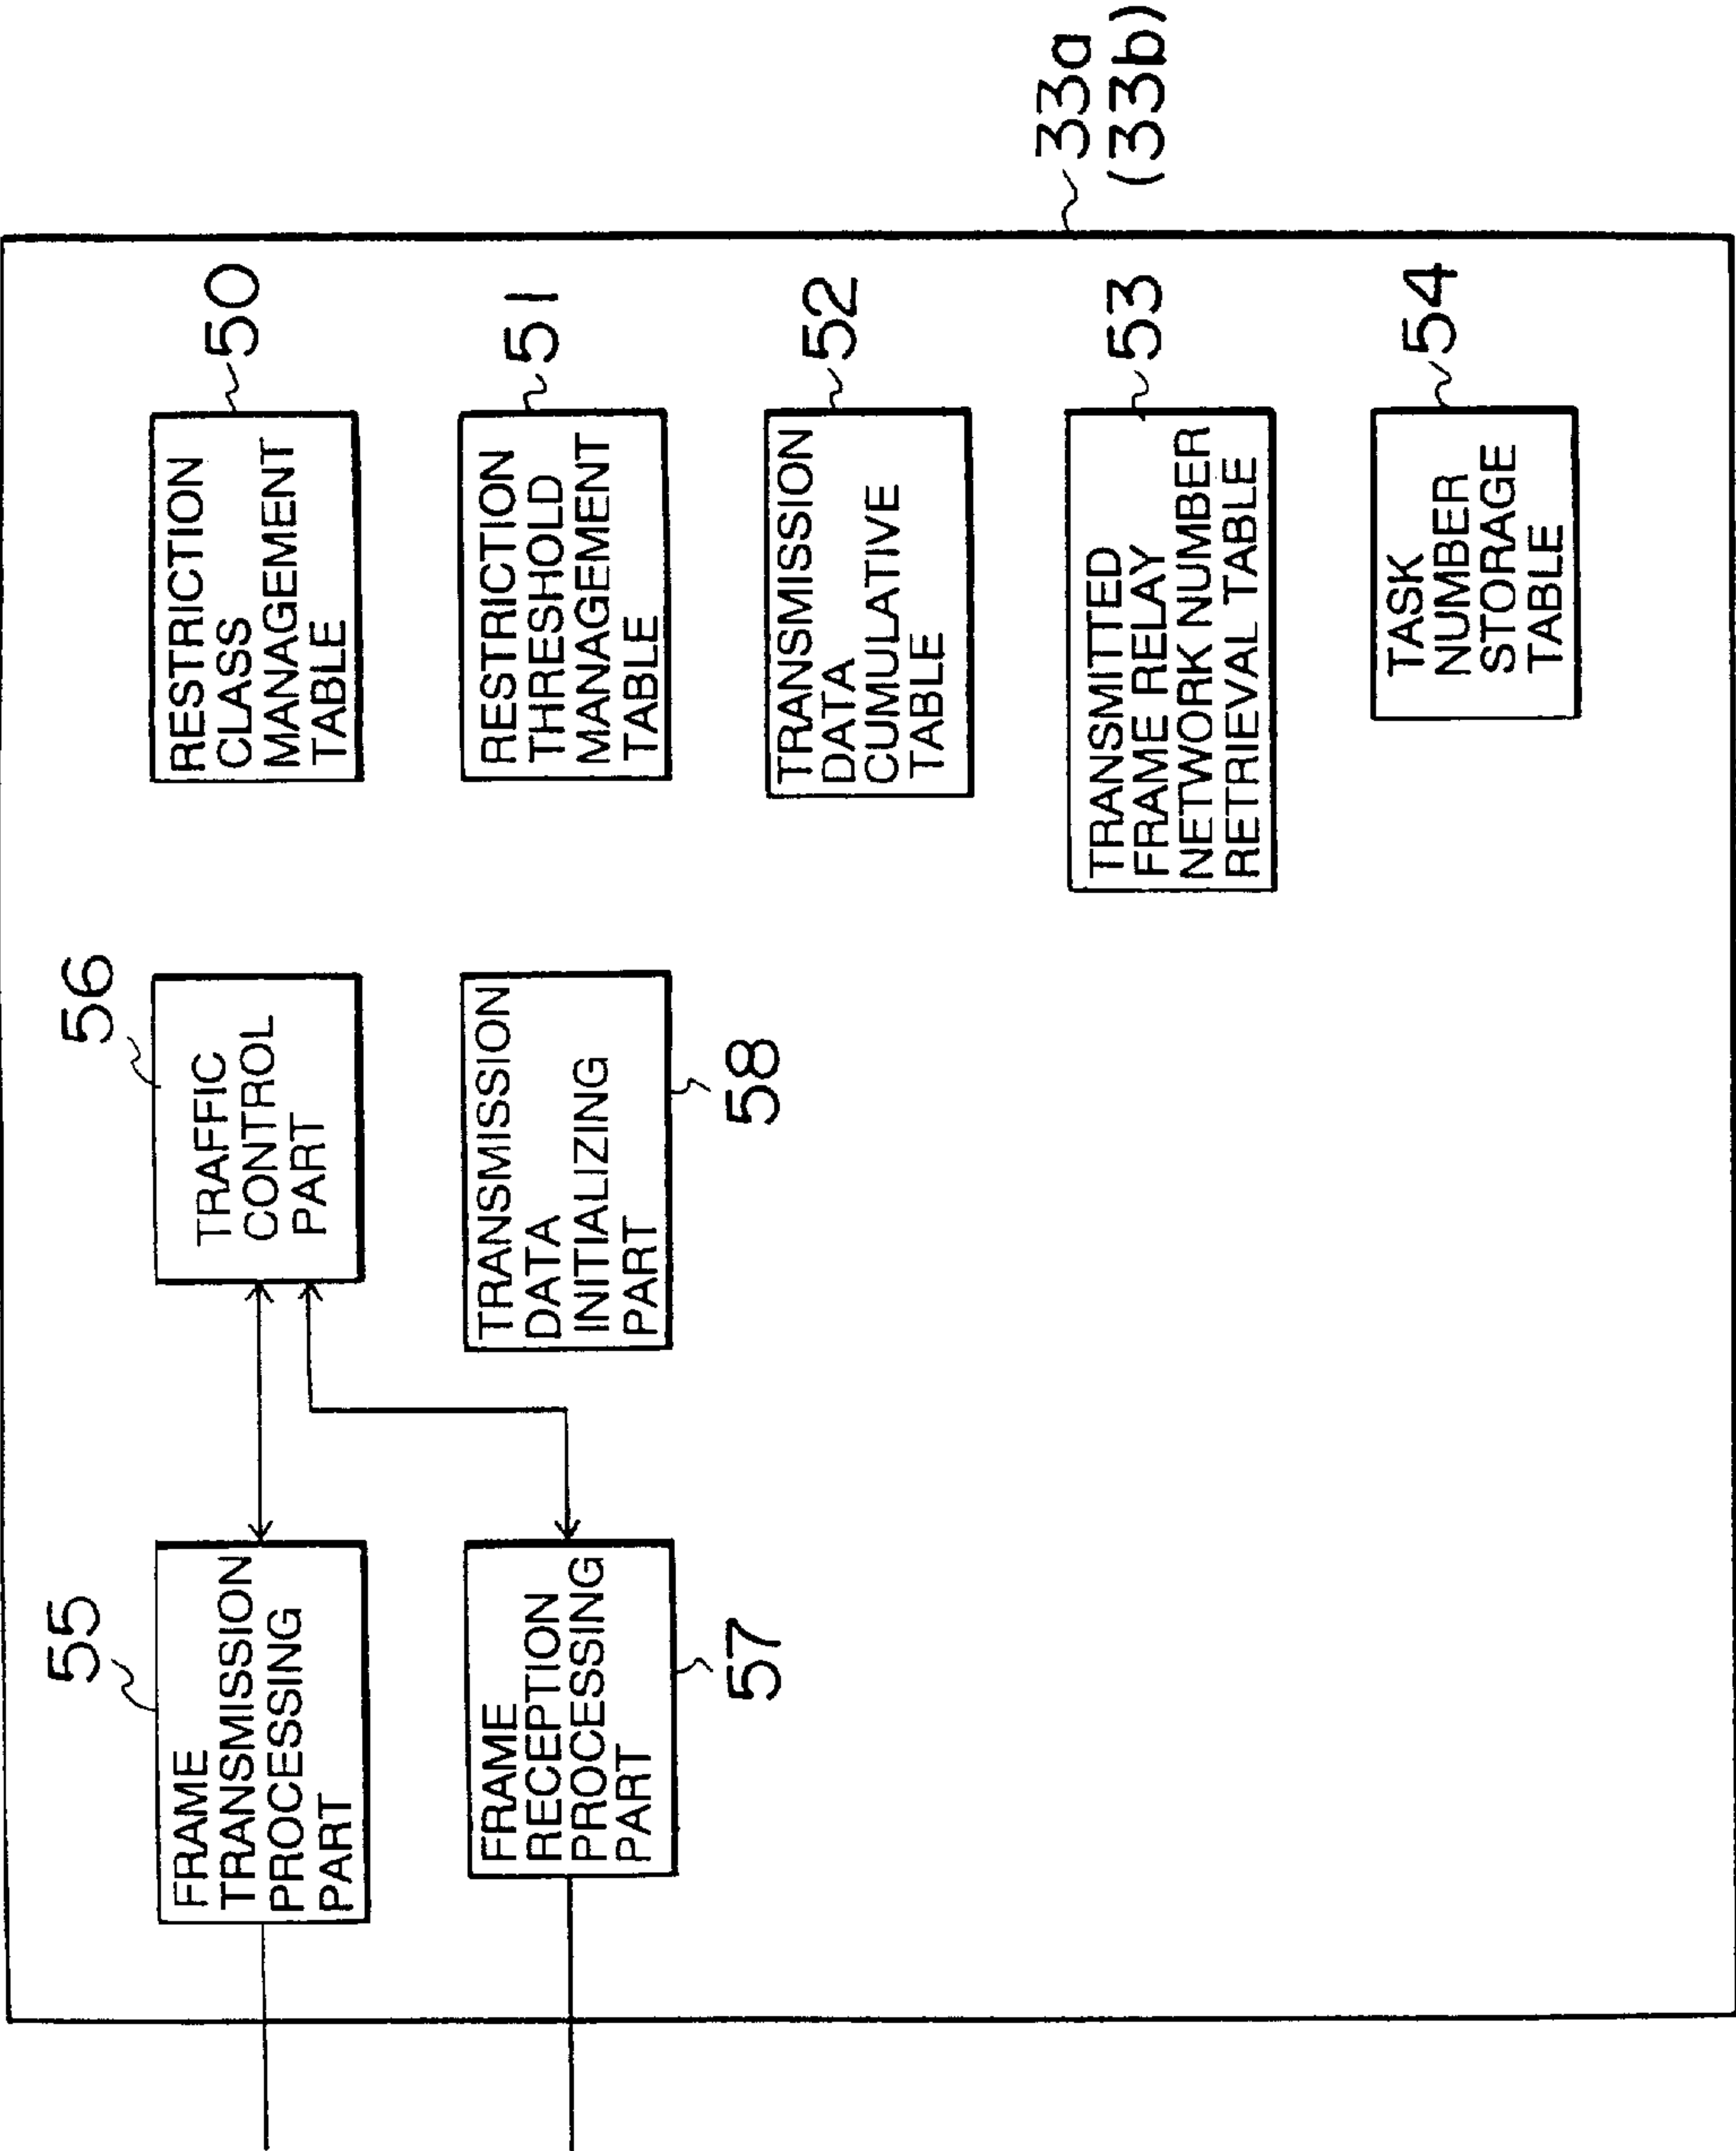 55
FRAME
TRANSMISSION
PROCESSING
PART
56
TRAFFIC
CONTROL
PART
RESTRICTION
CLASS
MANAGEMENT
TABLE
50
FRAME
RECEPTION
PROCESSING
PART
57
TRANSMISSION
DATA
INITIALIZING
PART
58
RESTRICTION
THRESHOLD
MANAGEMENT
TABLE
51
TRANSMISSION
DATA
CUMULATIVE
TABLE
52
TRANSMITTED
FRAME RELAY
NETWORK NUMBER
RETRIEVAL TABLE
53
TASK
NUMBER
STORAGE
TABLE
54
33a
(33b)